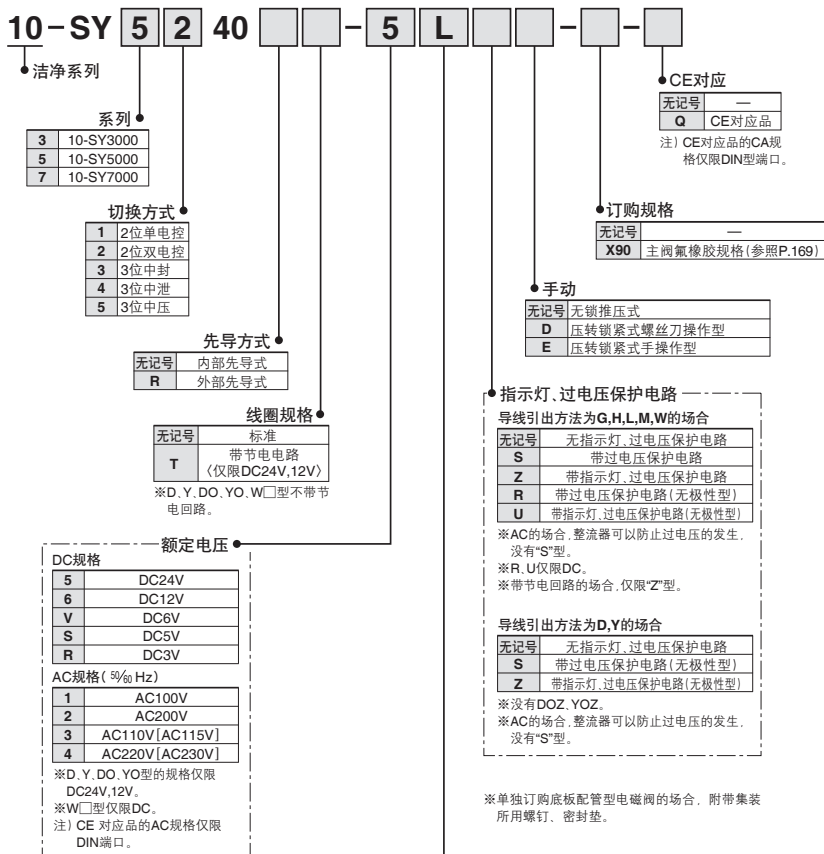 10-SY 5 2 40 □□-5 L □□-□-□
洁净系列
系列
3 10-SY3000
5 10-SY5000
7 10-SY7000
切换方式
1 2位单电控
2 2位双电控
3 3位中封
4 3位中泄
5 3位中压
先导方式
无记号 内部先导式
R 外部先导式
线圈规格
无记号 标准
T 带节电电路
〈仅限DC24V,12V〉
※D、Y、DO、YO、W□型不带节
电回路。
额定电压
DC规格
5 DC24V
6 DC12V
V DC6V
S DC5V
R DC3V
AC规格( 50/60 Hz)
1 AC100V
2 AC200V
3 AC110V[AC115V]
4 AC220V[AC230V]
※D、Y、DO、YO型的规格仅限
DC24V,12V。
※W□型仅限DC。
注) CE 对应品的AC规格仅限
DIN端口。
CE对应
无记号 —
Q CE对应品
注) CE对应品的CA规
格仅限DIN型端口。
订购规格
无记号 —
X90 主阀氟橡胶规格(参照P.169)
手动
无记号 无锁推压式
D 压转锁紧式螺丝刀操作型
E 压转锁紧式手操作型
指示灯、过电压保护电路
导线引出方法为G,H,L,M,W的场合
无记号 无指示灯、过电压保护电路
S 带过电压保护电路
Z 带指示灯、过电压保护电路
R 带过电压保护电路(无极性型)
U 带指示灯、过电压保护电路(无极性型)
※AC的场合,整流器可以防止过电压的发生,
没有“S”型。
※R、U仅限DC。
※带节电回路的场合,仅限“Z”型。
导线引出方法为D,Y的场合
无记号 无指示灯、过电压保护电路
S 带过电压保护电路(无极性型)
Z 带指示灯、过电压保护电路(无极性型)
※没有DOZ、YOZ。
※AC的场合,整流器可以防止过电压的发生,
没有“S”型。
※单独订购底板配管型电磁阀的场合, 附带集装
所用螺钉、密封垫。